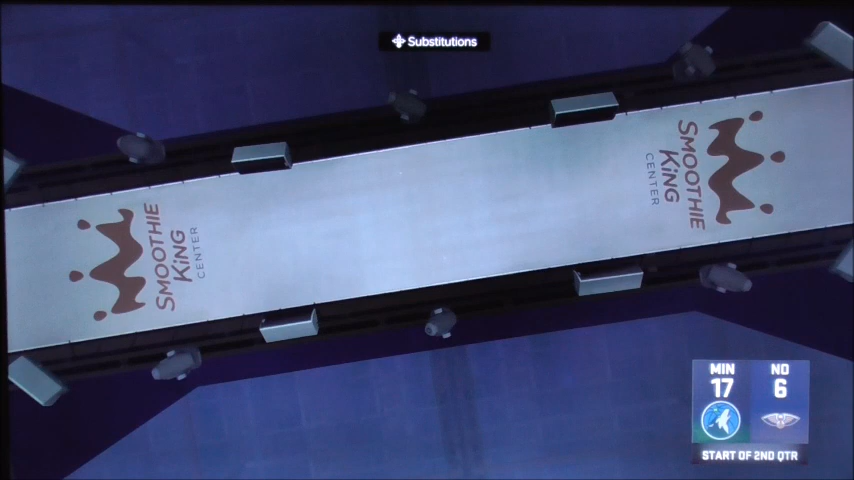 Substitutions
SMOOTHIE
KiNG
CENTER
SMOOTHIE
KiNG
CENTER
MIN
17
NO
6
START OF 2ND QTR